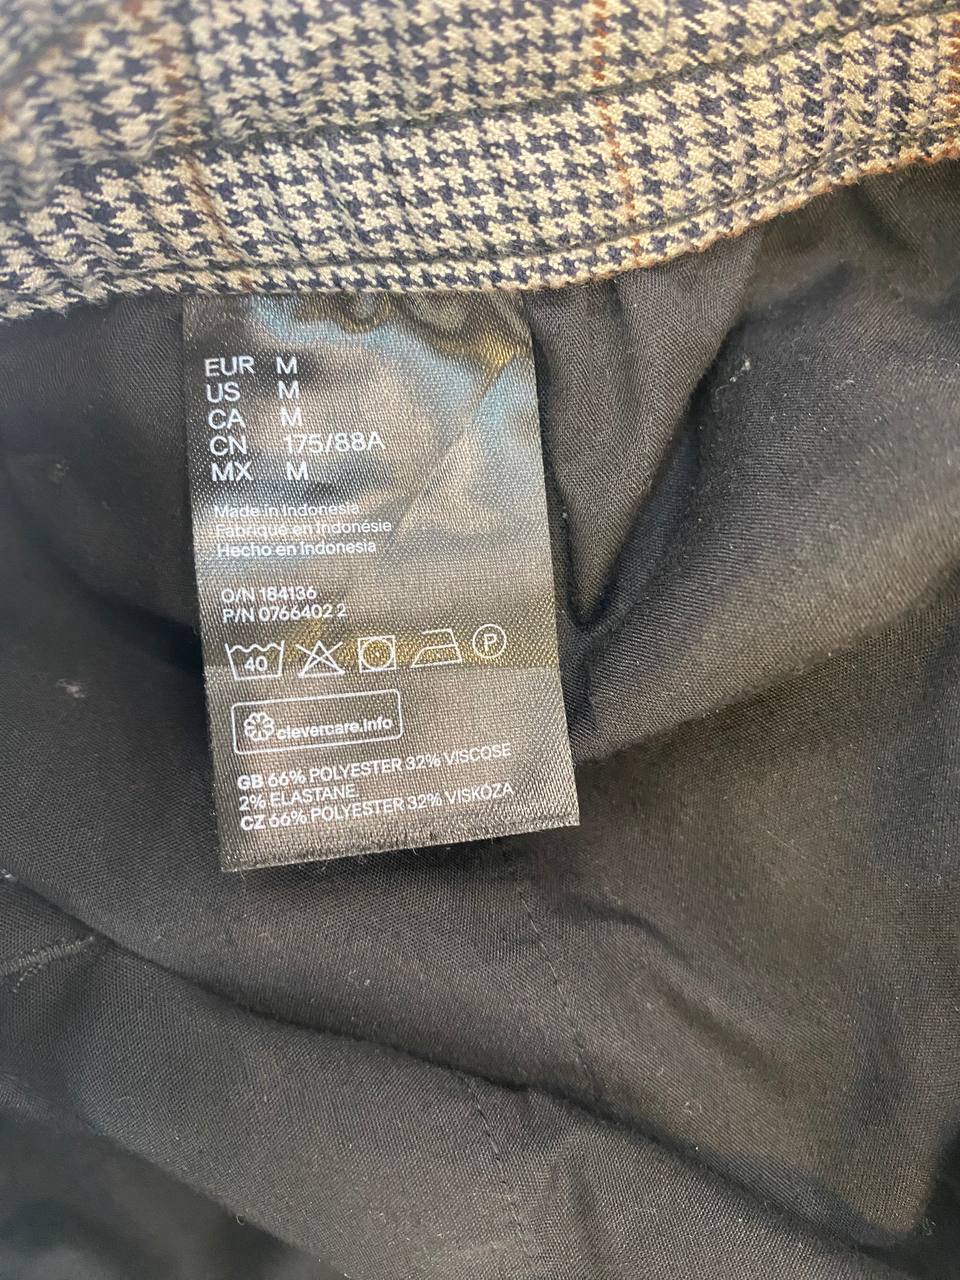 EUR M
US M
CA M
CN 175/88A
MX M
Made in Indonesia
Fabriqué en Indonésie
Hecho en Indonesia
O/N 184136
P/N 0766402 2
40
P
clevercare.info
GB 66% POLYESTER 32% VISCOSE
2% ELASTANE
CZ 66% POLYESTER 32% VISKÓZA